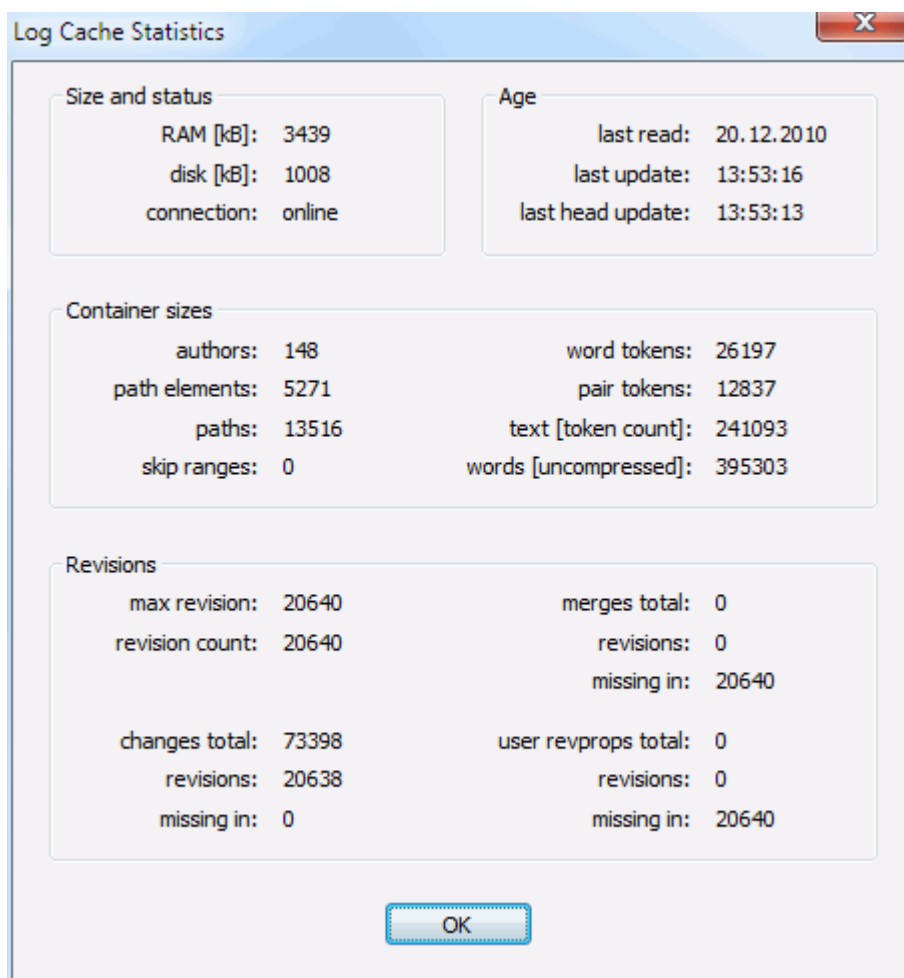 Log Cache Statistics
Size and status
RAM [kB]: 3439
disk [kB]: 1008
connection: online
Age
last read: 20.12.2010
last update: 13:53:16
last head update: 13:53:13
Container sizes
authors: 148
path elements: 5271
paths: 13516
skip ranges: 0
word tokens: 26197
pair tokens: 12837
text [token count]: 241093
words [uncompressed]: 395303
Revisions
max revision: 20640
revision count: 20640
merges total: 0
revisions: 0
missing in: 20640
changes total: 73398
revisions: 20638
missing in: 0
user revprops total: 0
revisions: 0
missing in: 20640
OK